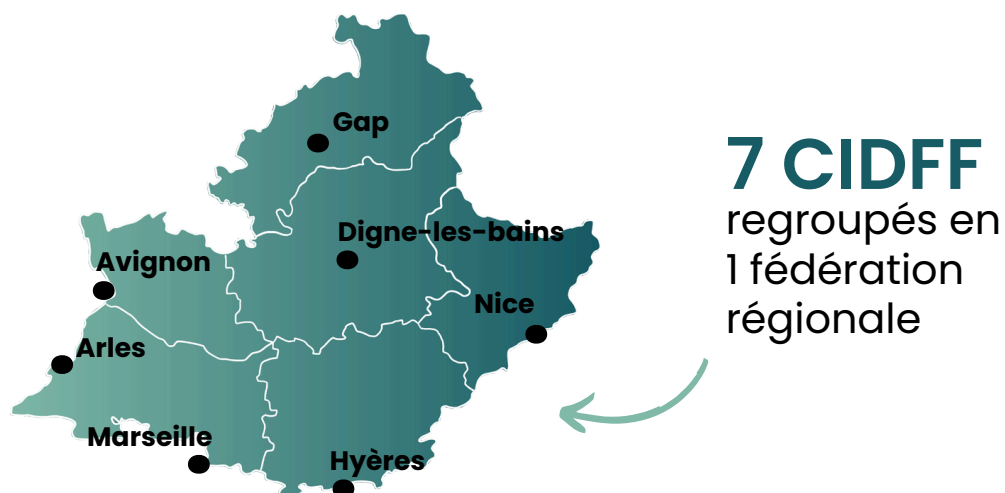 Gap
Digne-les-bains
Avignon
Nice
Arles
Marseille
Hyères
7 CIDFF
regroupés en
1 fédération
régionale